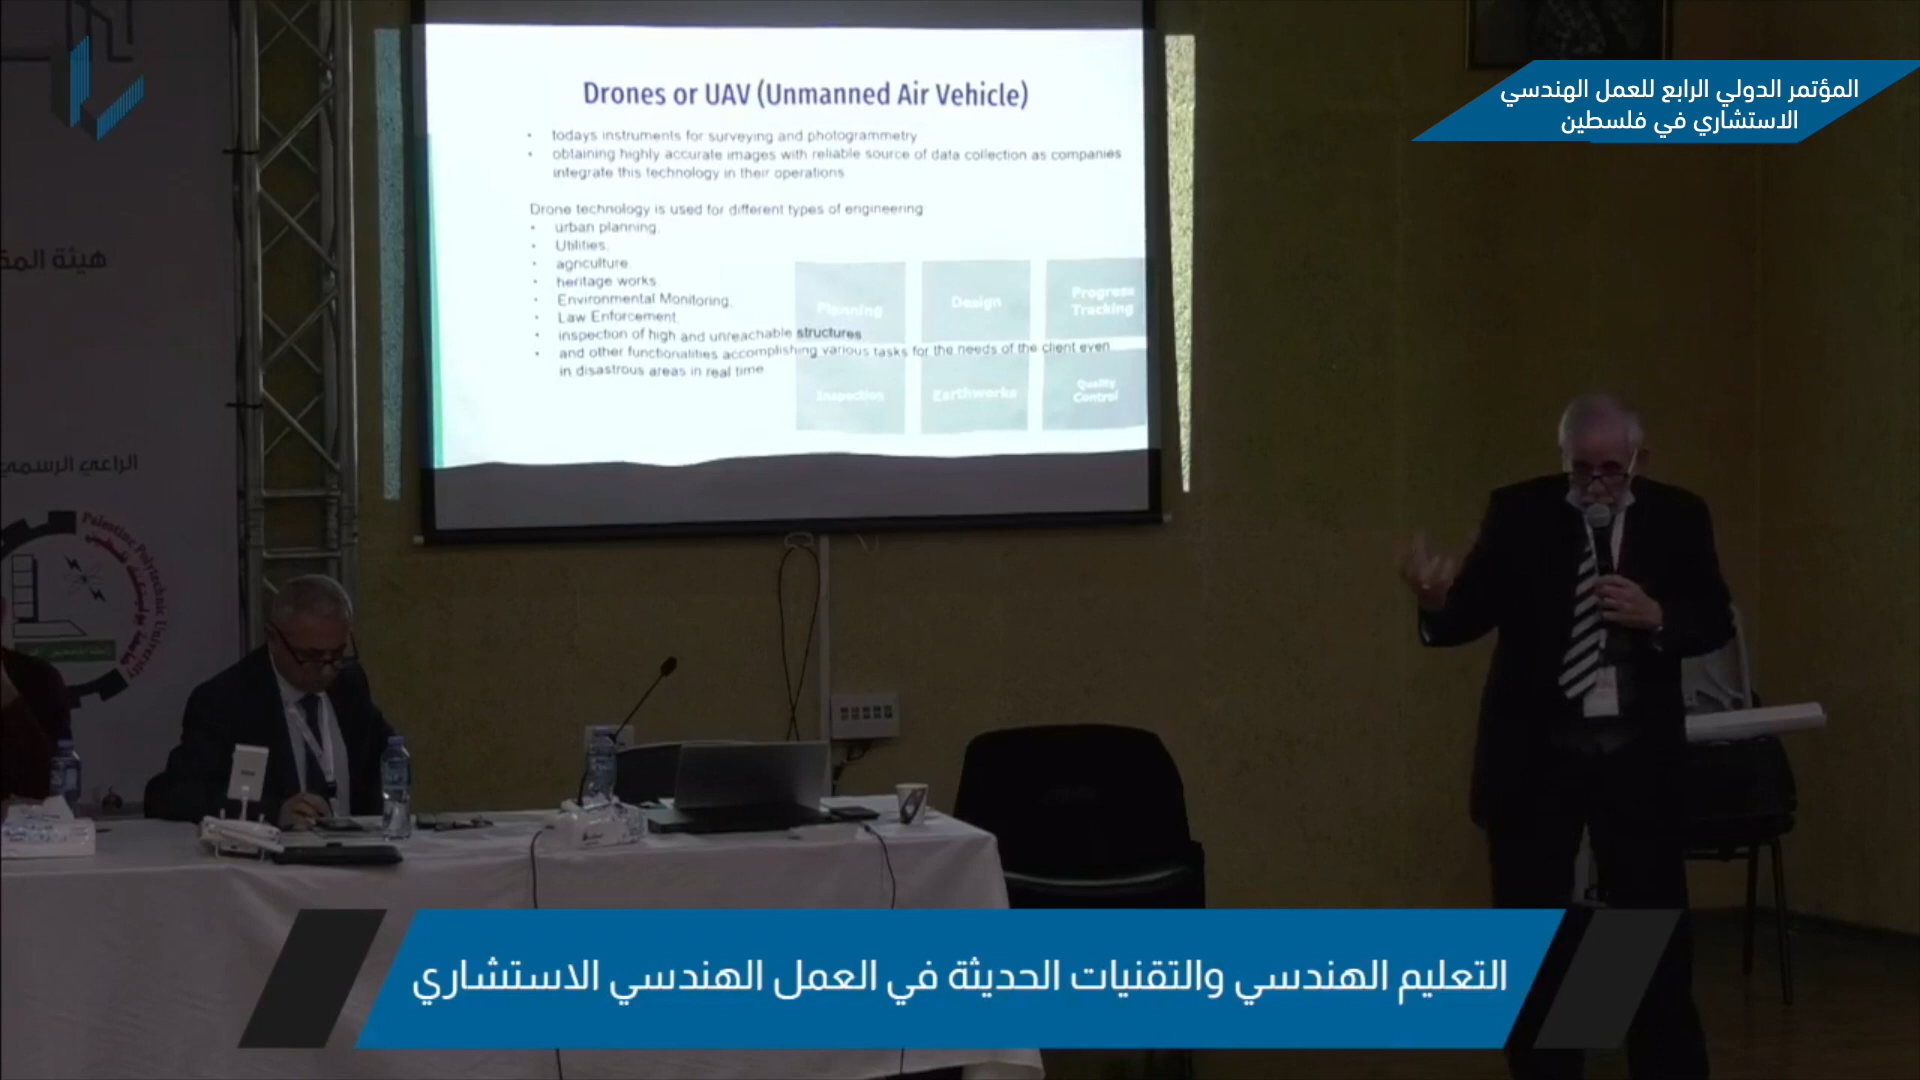 المؤتمر الدولي الرابع للعمل الهندسي
الاستشاري في فلسطين
Drones or UAV (Unmanned Air Vehicle)
• todays instruments for surveying and photogrammetry
• obtaining highly accurate images with reliable source of data collection as companies
integrate this technology in their operations
Drone technology is used for different types of engineering
• urban planning,
• Utilities,
• agriculture,
• heritage works,
• Environmental Monitoring,
• Law Enforcement,
• inspection of high and unreachable structures
• and other functionalities accomplishing various tasks for the needs of the client even
in disastrous areas in real time
Planning
Design
Progress
Tracking
Inspection
Earthworks
Quality
Control
هيئة
الراعي الرسمي
Palestine Polytechnic University
التعليم الهندسي والتقنيات الحديثة في العمل الهندسي الاستشاري